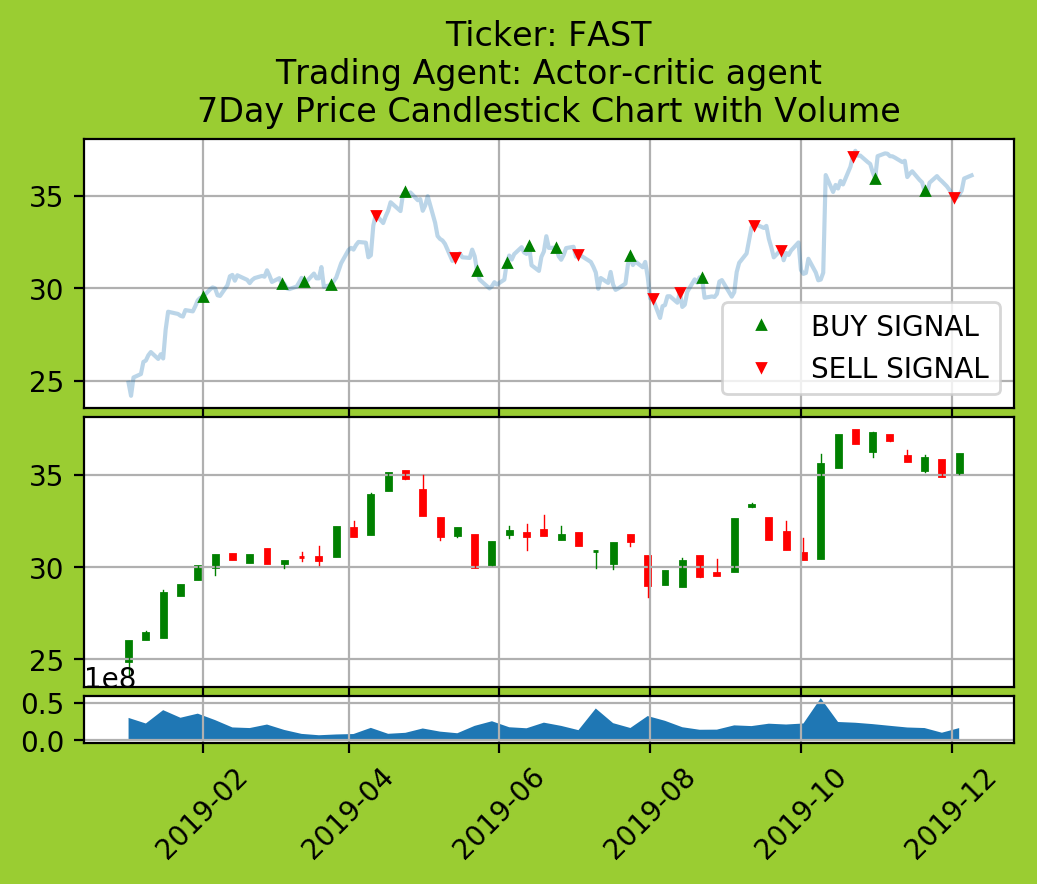 Ticker: FAST
Trading Agent: Actor-critic agent
7Day Price Candlestick Chart with Volume
35
30
25
BUY SIGNAL
SELL SIGNAL
35
30
25
1e8
0.5
0.0
2019-02
2019-04
2019-06
2019-08
2019-10
2019-12